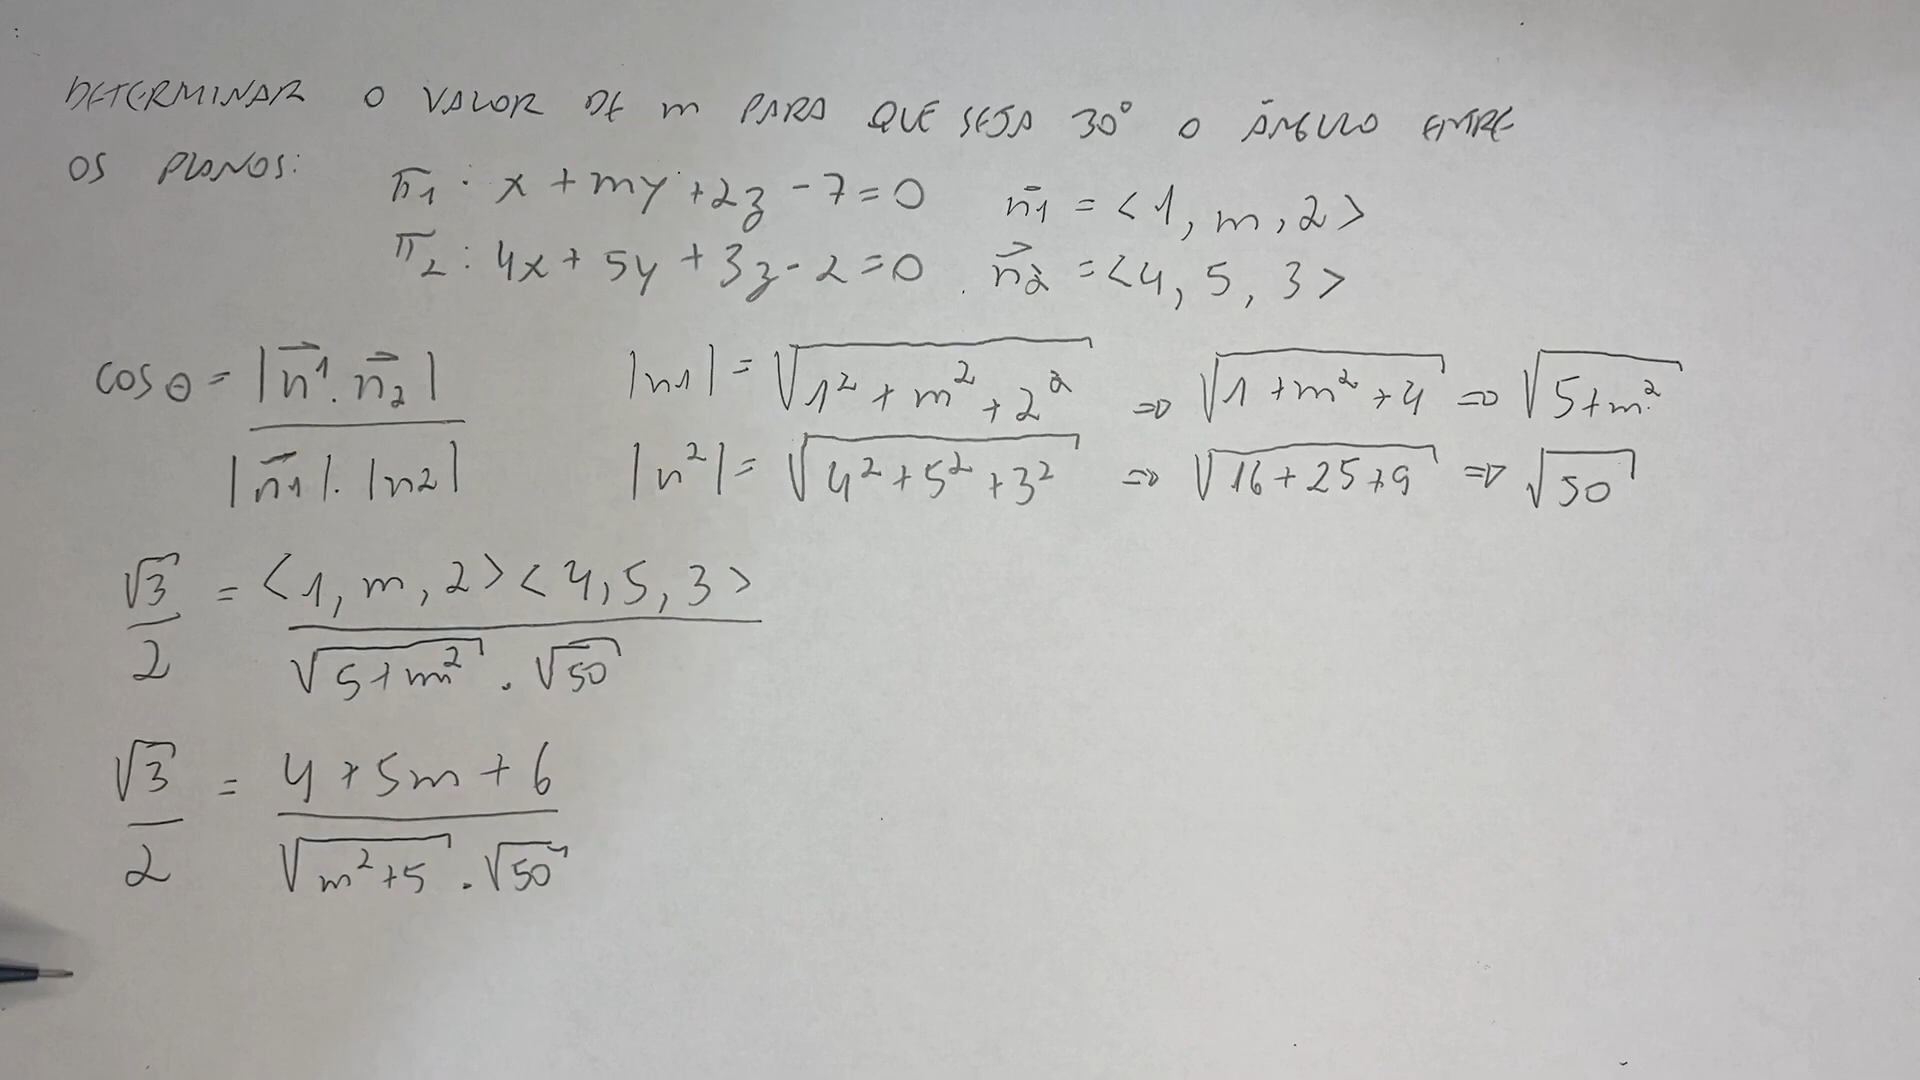 DETERMINAR O VALOR DE m PARA QUE SEJA 30° O ÂNGULO ENTRE
OS PLANOS:
π1: x + my + 2z - 7 = 0 n1 = <1, m, 2>
π2: 4x + 5y + 3z - 2 = 0 n2 = <4, 5, 3>
cos θ = |n1 . n2| / |n1| . |n2|
|n1| = √(1² + m² + 2²) ⇒ √(1 + m² + 4) ⇒ √(5 + m²)
|n²| = √(4² + 5² + 3²) ⇒ √(16 + 25 + 9) ⇒ √50
√3 / 2 = <1, m, 2> <4, 5, 3> / √(5 + m²) . √50
√3 / 2 = 4 + 5m + 6 / √(m² + 5) . √50